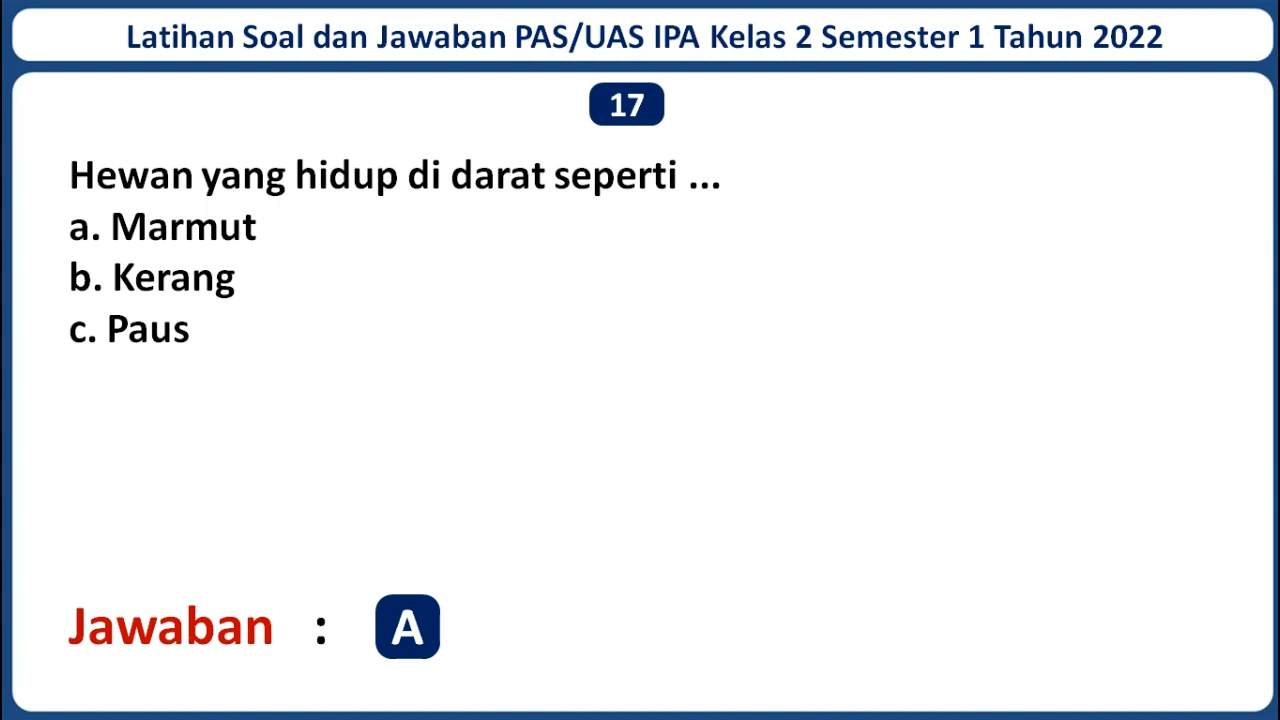 Latihan Soal dan Jawaban PAS/UAS IPA Kelas 2 Semester 1 Tahun 2022
17
Hewan yang hidup di darat seperti ...
a. Marmut
b. Kerang
c. Paus
Jawaban : A